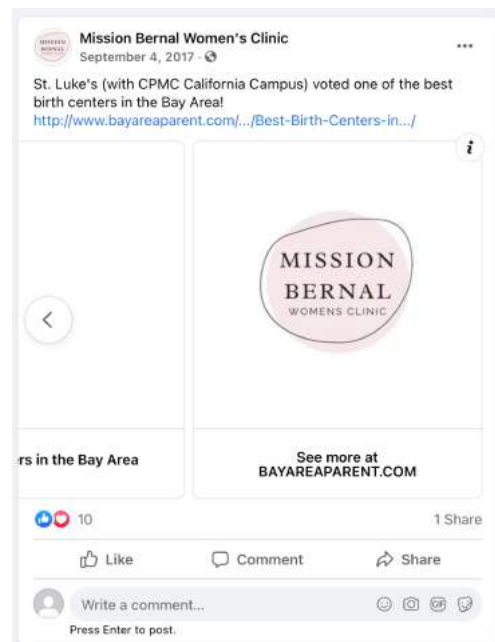 Mission Bernal Women's Clinic
September 4, 2017
St. Luke's (with CPMC California Campus) voted one of the best
birth centers in the Bay Area!
http://www.bayareaparent.com/.../Best-Birth-Centers-in.../
i
MISSION
BERNAL
WOMENS CLINIC
rs in the Bay Area
See more at
BAYAREAPARENT.COM
10
1 Share
Like
Comment
Share
Write a comment...
GIF
Press Enter to post.